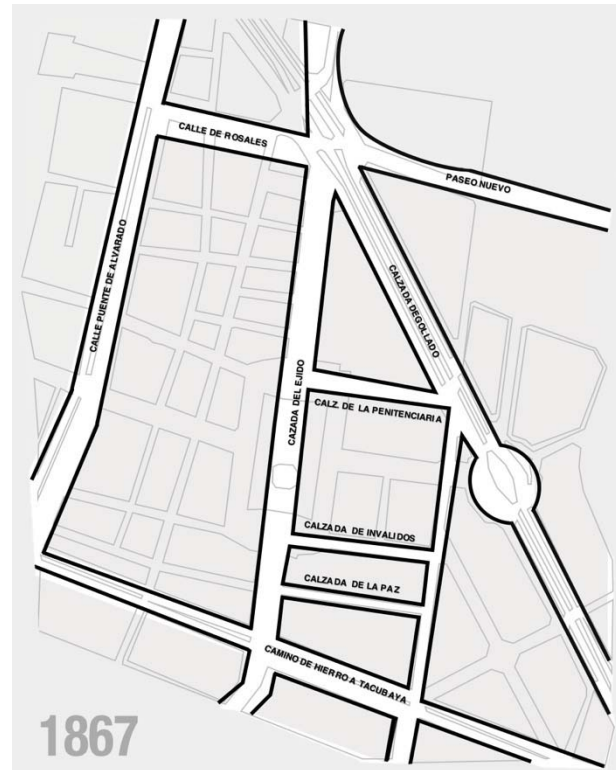 CALLE DE ROSALES
PASEO NUEVO
CALLE PUENTE DE ALVARADO
CALZADA DEGOLLADO
CAZADA DEL EJIDO
CALZ. DE LA PENITENCIARIA
CALZADA DE INVALIDOS
CALZADA DE LA PAZ
CAMINO DE HIERRO A TACUBAYA
1867